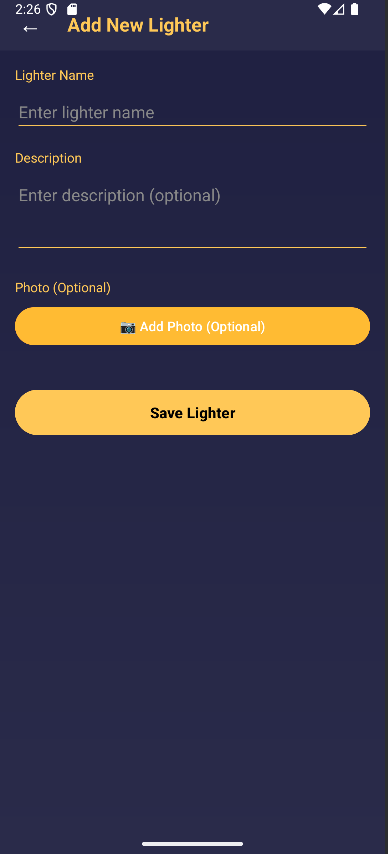 2:26
← Add New Lighter
Lighter Name
Enter lighter name
Description
Enter description (optional)
Photo (Optional)
📷 Add Photo (Optional)
Save Lighter